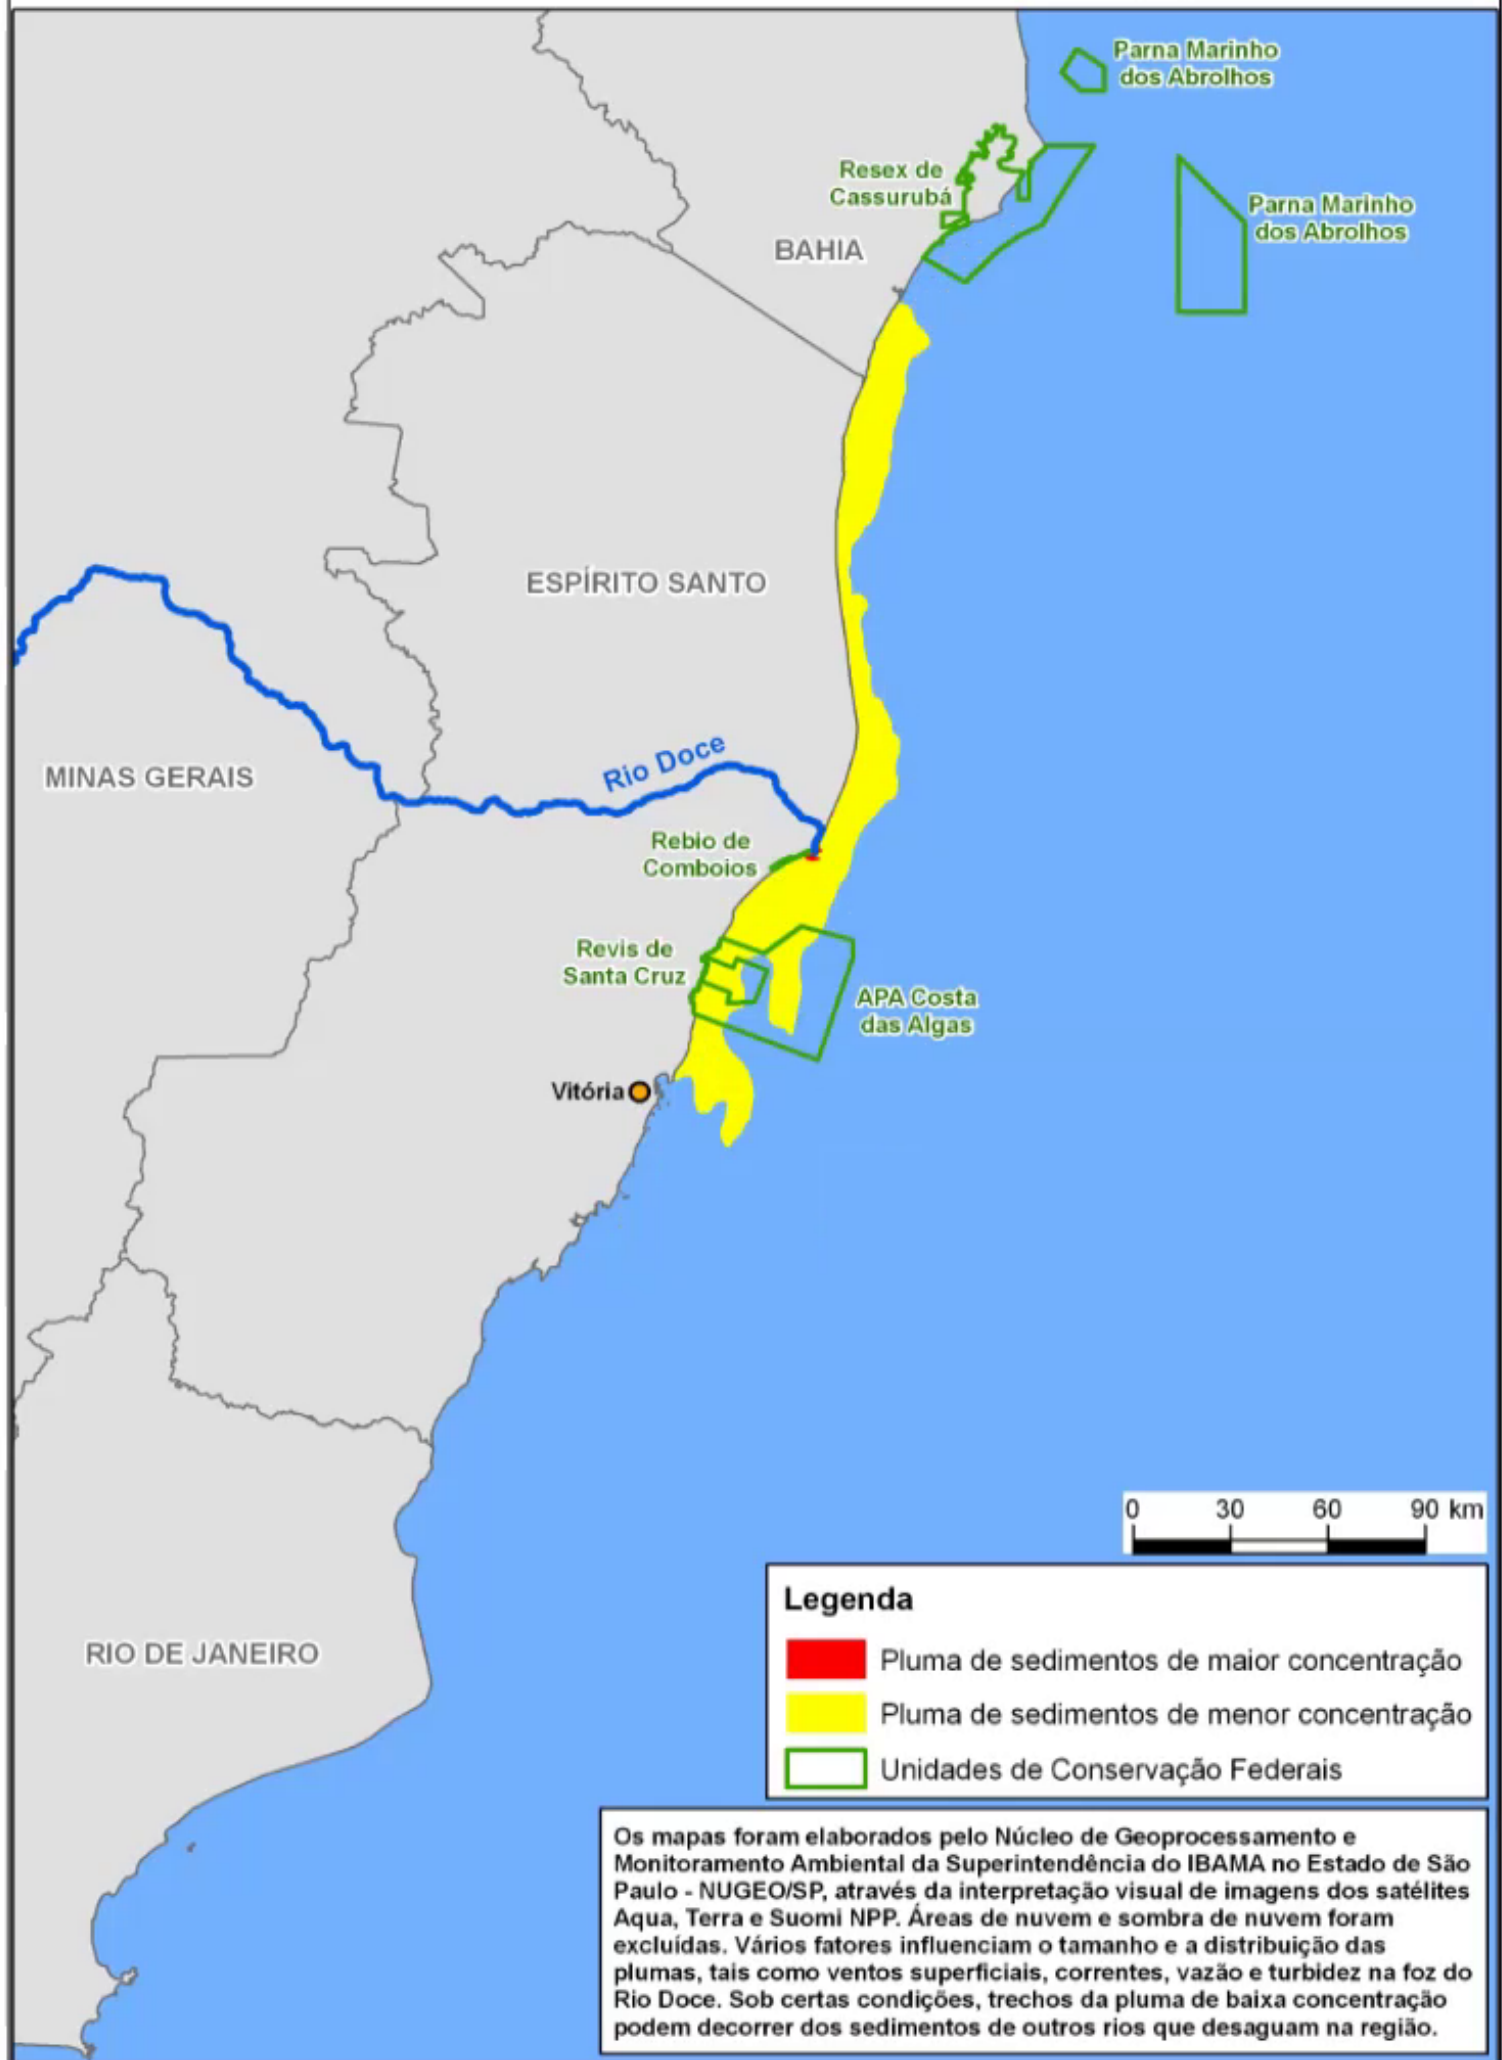 Parna Marinho
dos Abrolhos
Resex de
Cassurubá
Parna Marinho
dos Abrolhos
BAHIA
ESPÍRITO SANTO
Rio Doce
MINAS GERAIS
Rebio de
Comboios
Revis de
Santa Cruz
APA Costa
das Algas
Vitória
0 30 60 90 km
Legenda
RIO DE JANEIRO
Pluma de sedimentos de maior concentração
Pluma de sedimentos de menor concentração
Unidades de Conservação Federais
Os mapas foram elaborados pelo Núcleo de Geoprocessamento e
Monitoramento Ambiental da Superintendência do IBAMA no Estado de São
Paulo - NUGEO/SP, através da interpretação visual de imagens dos satélites
Aqua, Terra e Suomi NPP. Áreas de nuvem e sombra de nuvem foram
excluídas. Vários fatores influenciam o tamanho e a distribuição das
plumas, tais como ventos superficiais, correntes, vazão e turbidez na foz do
Rio Doce. Sob certas condições, trechos da pluma de baixa concentração
podem decorrer dos sedimentos de outros rios que desaguam na região.